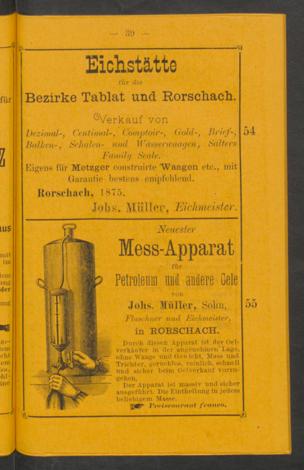 — 39 —
Eichstätte
für die
Bezirke Tablat und Rorschach.
Verkauf von
Dezimal-, Centimal-, Comptoir-, Gold-, Brief-, 54
Balken-, Schalen- und Wasserwaagen, Salters
Family Scale.
Eigens für Metzger construirte Waagen etc., mit
Garantie bestens empfehlend.
Rorschach, 1875.
Johs. Müller, Eichmeister.
Neuester
Mess-Apparat
für
Petroleum und andere Oele
von
Johs. Müller, Sohn, 55
Flaschner und Eichmeister,
in RORSCHACH.
Durch diesen Apparat ist der Oel-
verkäufer in der angenehmen Lage,
ohne Waage und Gewicht, Mass und
Trichter, geruchlos, reinlich, schnell
und sicher beim Oelverkauf vorzu-
gehen.
Der Apparat ist massiv und sicher
ausgeführt. Die Eintheilung in jedem
beliebigem Masse.
Preiscourant franco.